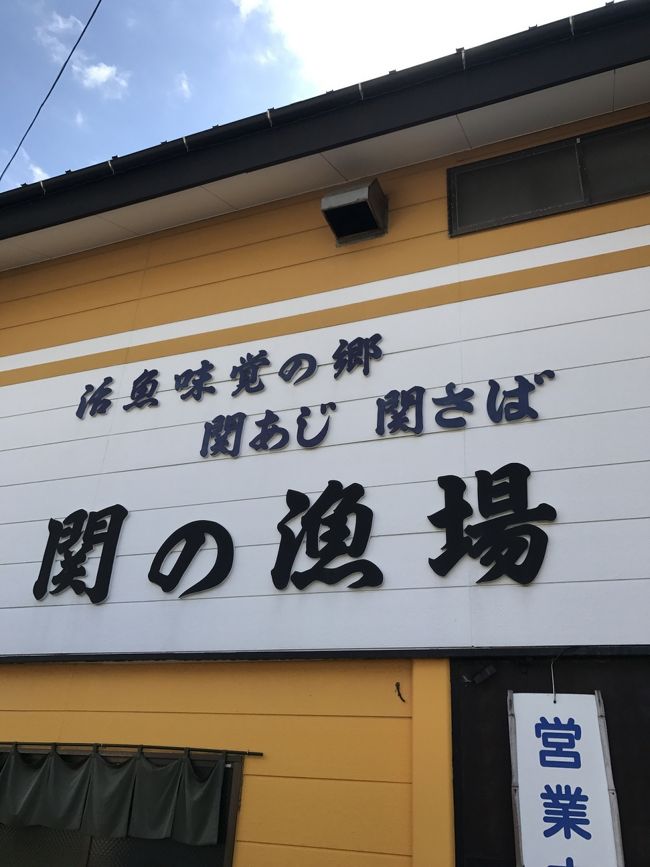 活魚味覚の郷
関あじ 関さば
関の漁場
営業